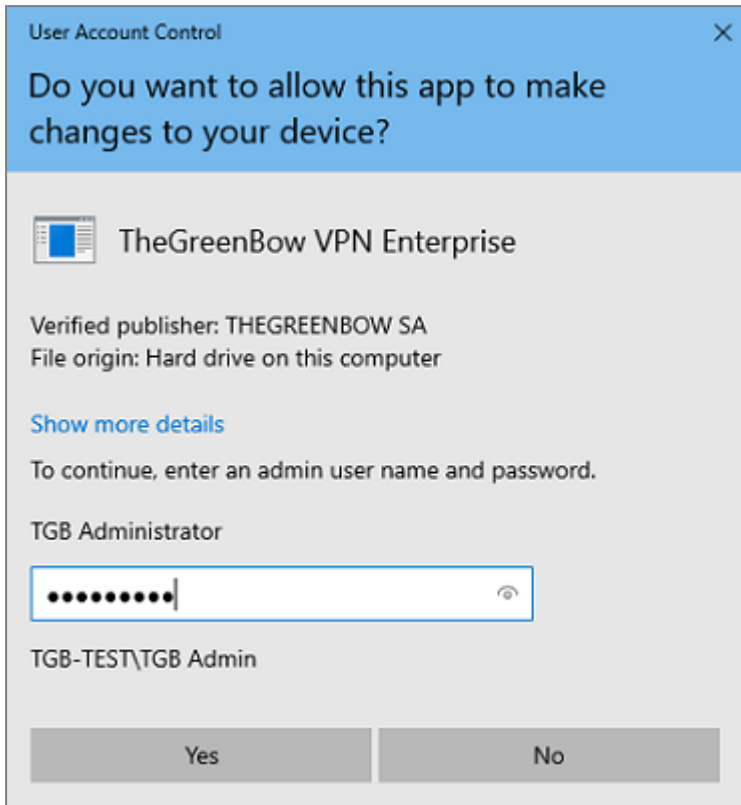 User Account Control
Do you want to allow this app to make
changes to your device?
TheGreenBow VPN Enterprise
Verified publisher: THEGREENBOW SA
File origin: Hard drive on this computer
Show more details
To continue, enter an admin user name and password.
TGB Administrator
●●●●●●●●●
TGB-TEST\TGB Admin
Yes
No